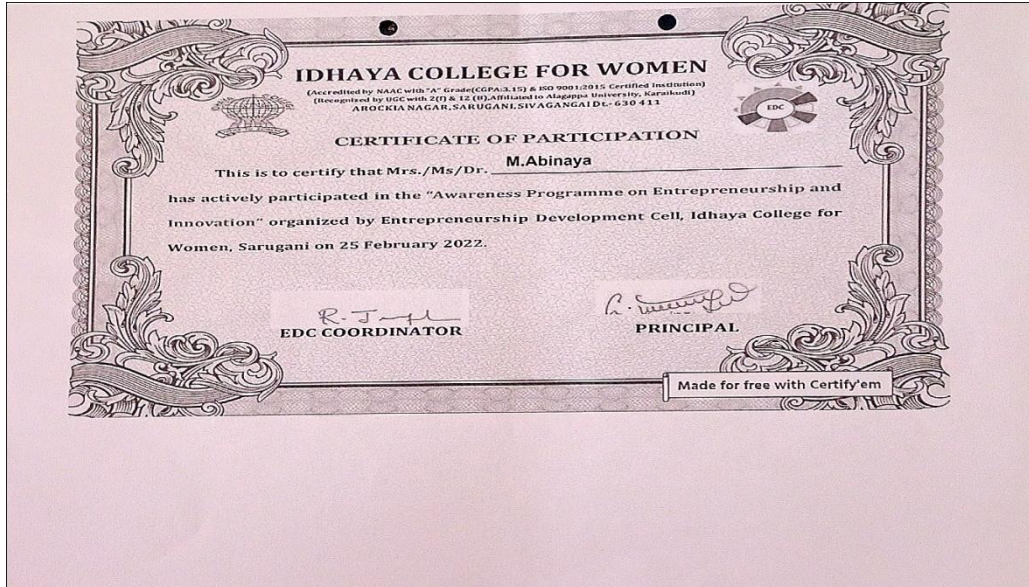 IDHAYA COLLEGE FOR WOMEN
(Accredited by NAAC with "A" Grade(CGPA:3.15) & ISO 9001:2015 Certified Institution)
(Recognized by UGC with 2(f) & 12 (B),Affiliated to Alagappa University, Karaikudi)
AROCKIA NAGAR,SARUGANI,SIVAGANGAI DL- 630 411
EDC
CERTIFICATE OF PARTICIPATION
This is to certify that Mrs./Ms/Dr. M.Abinaya
has actively participated in the "Awareness Programme on Entrepreneurship and
Innovation" organized by Entrepreneurship Development Cell, Idhaya College for
Women, Sarugani on 25 February 2022.
EDC COORDINATOR
PRINCIPAL
Made for free with Certify'em